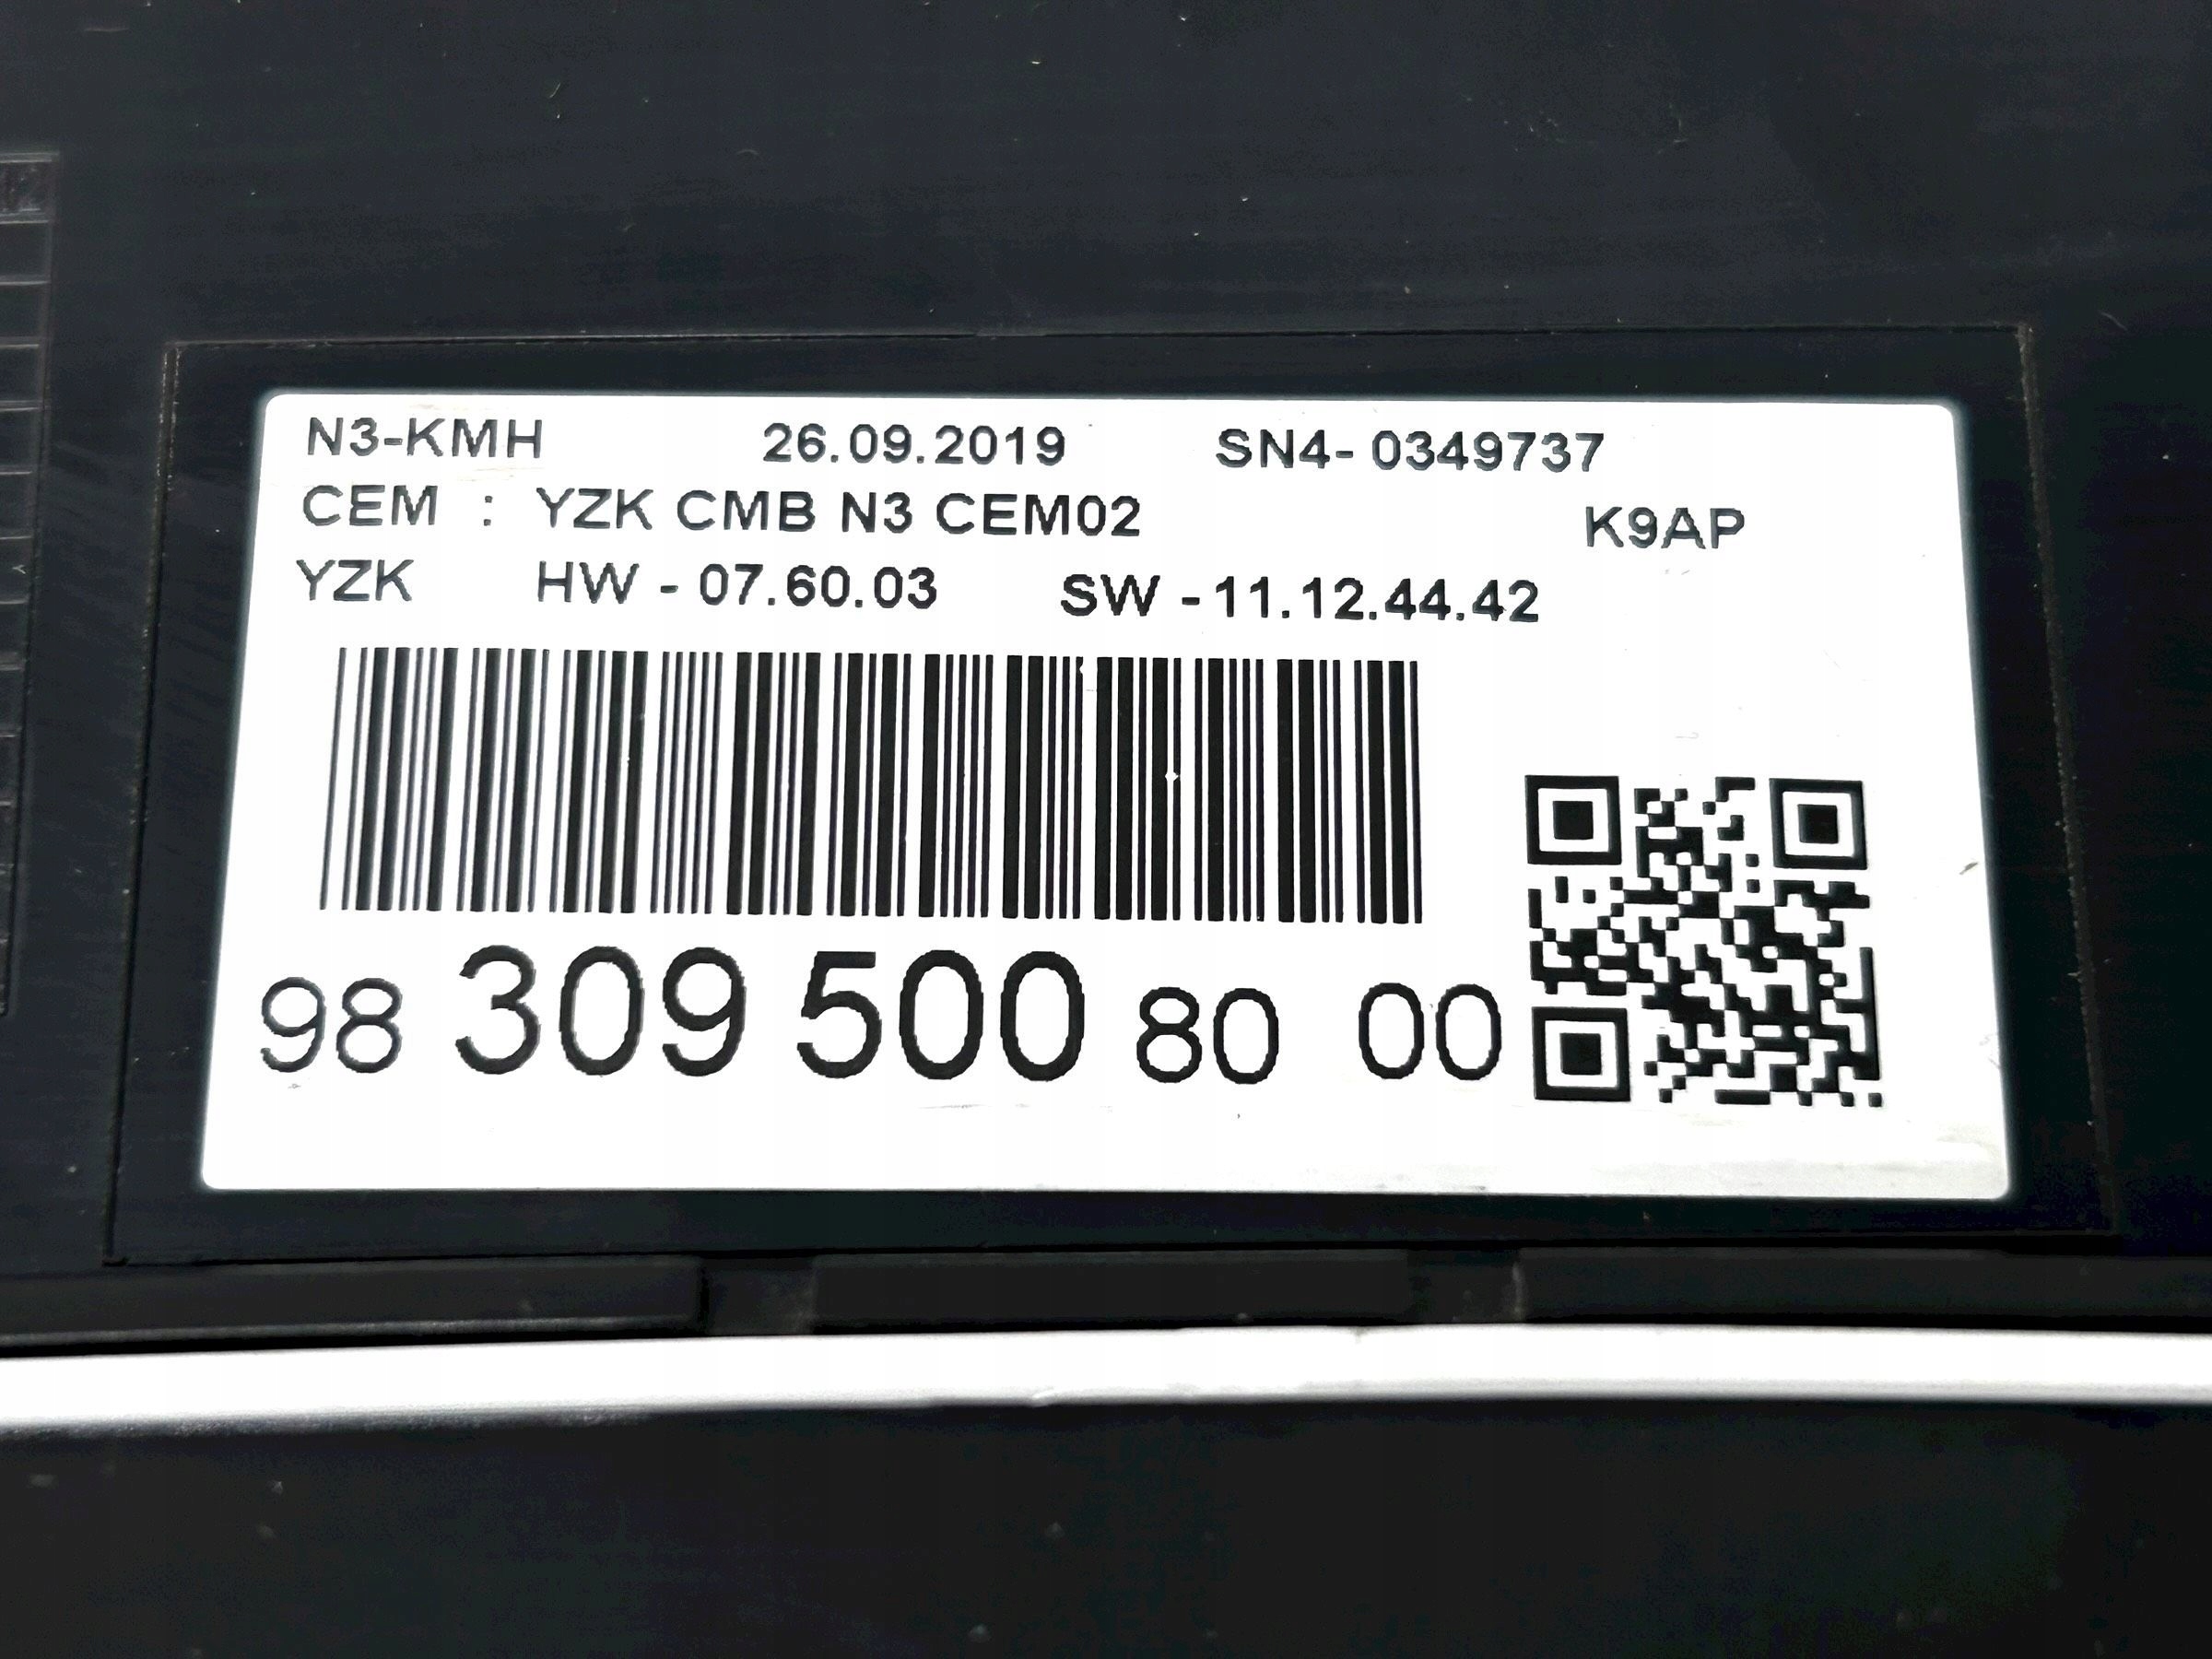 N3-KMH 26.09.2019 SN4- 0349737
CEM : YZK CMB N3 CEM02 K9AP
YZK HW - 07.60.03 SW - 11.12.44.42
98 309 500 80 00